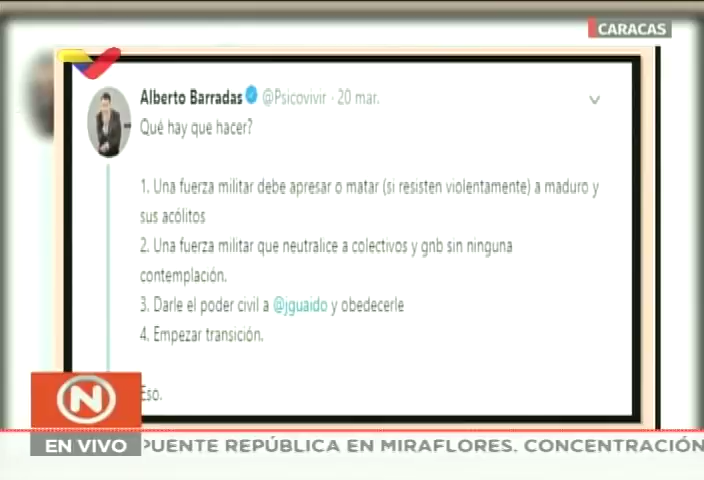 CARACAS
Alberto Barradas @Psicovivir · 20 mar.
Qué hay que hacer?
1. Una fuerza militar debe apresar o matar (si resisten violentamente) a maduro y
sus acólitos
2. Una fuerza militar que neutralice a colectivos y gnb sin ninguna
contemplación.
3. Darle el poder civil a @jguaido y obedecerle
4. Empezar transición.
Eso.
N
EN VIVO PUENTE REPÚBLICA EN MIRAFLORES. CONCENTRACIÓN